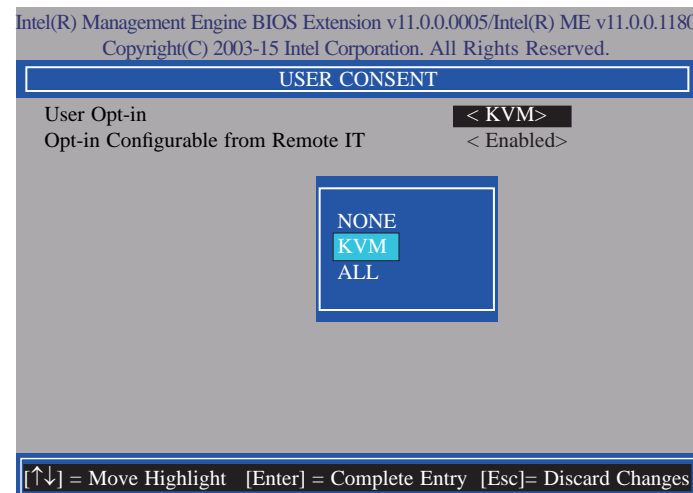 Intel(R) Management Engine BIOS Extension v11.0.0.0005/Intel(R) ME v11.0.0.1180
Copyright(C) 2003-15 Intel Corporation. All Rights Reserved.
USER CONSENT
User Opt-in < KVM>
Opt-in Configurable from Remote IT < Enabled>
NONE
KVM
ALL
[↑↓] = Move Highlight [Enter] = Complete Entry [Esc]= Discard Changes